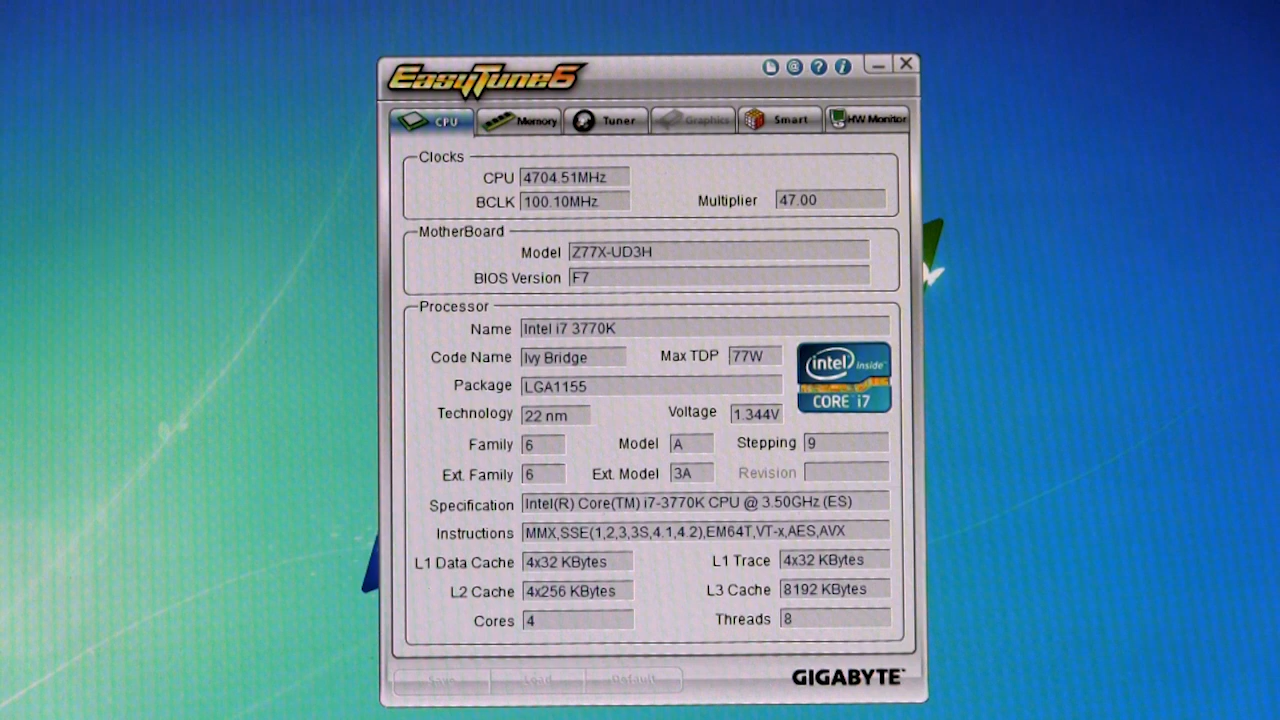 EasyTune6
CPU Memory Tuner Graphics Smart HW Monitor
Clocks
CPU 4704.51MHz
BCLK 100.10MHz Multiplier 47.00
MotherBoard
Model Z77X-UD3H
BIOS Version F7
Processor
Name Intel i7 3770K
Code Name Ivy Bridge Max TDP 77W
intel inside
CORE i7
Package LGA1155
Technology 22 nm Voltage 1.344V
Family 6 Model A Stepping 9
Ext. Family 6 Ext. Model 3A Revision
Specification Intel(R) Core(TM) i7-3770K CPU @ 3.50GHz (ES)
Instructions MMX,SSE(1,2,3,3S,4.1,4.2),EM64T,VT-x,AES,AVX
L1 Data Cache 4x32 KBytes L1 Trace 4x32 KBytes
L2 Cache 4x256 KBytes L3 Cache 8192 KBytes
Cores 4 Threads 8
Save Load Default
GIGABYTE™